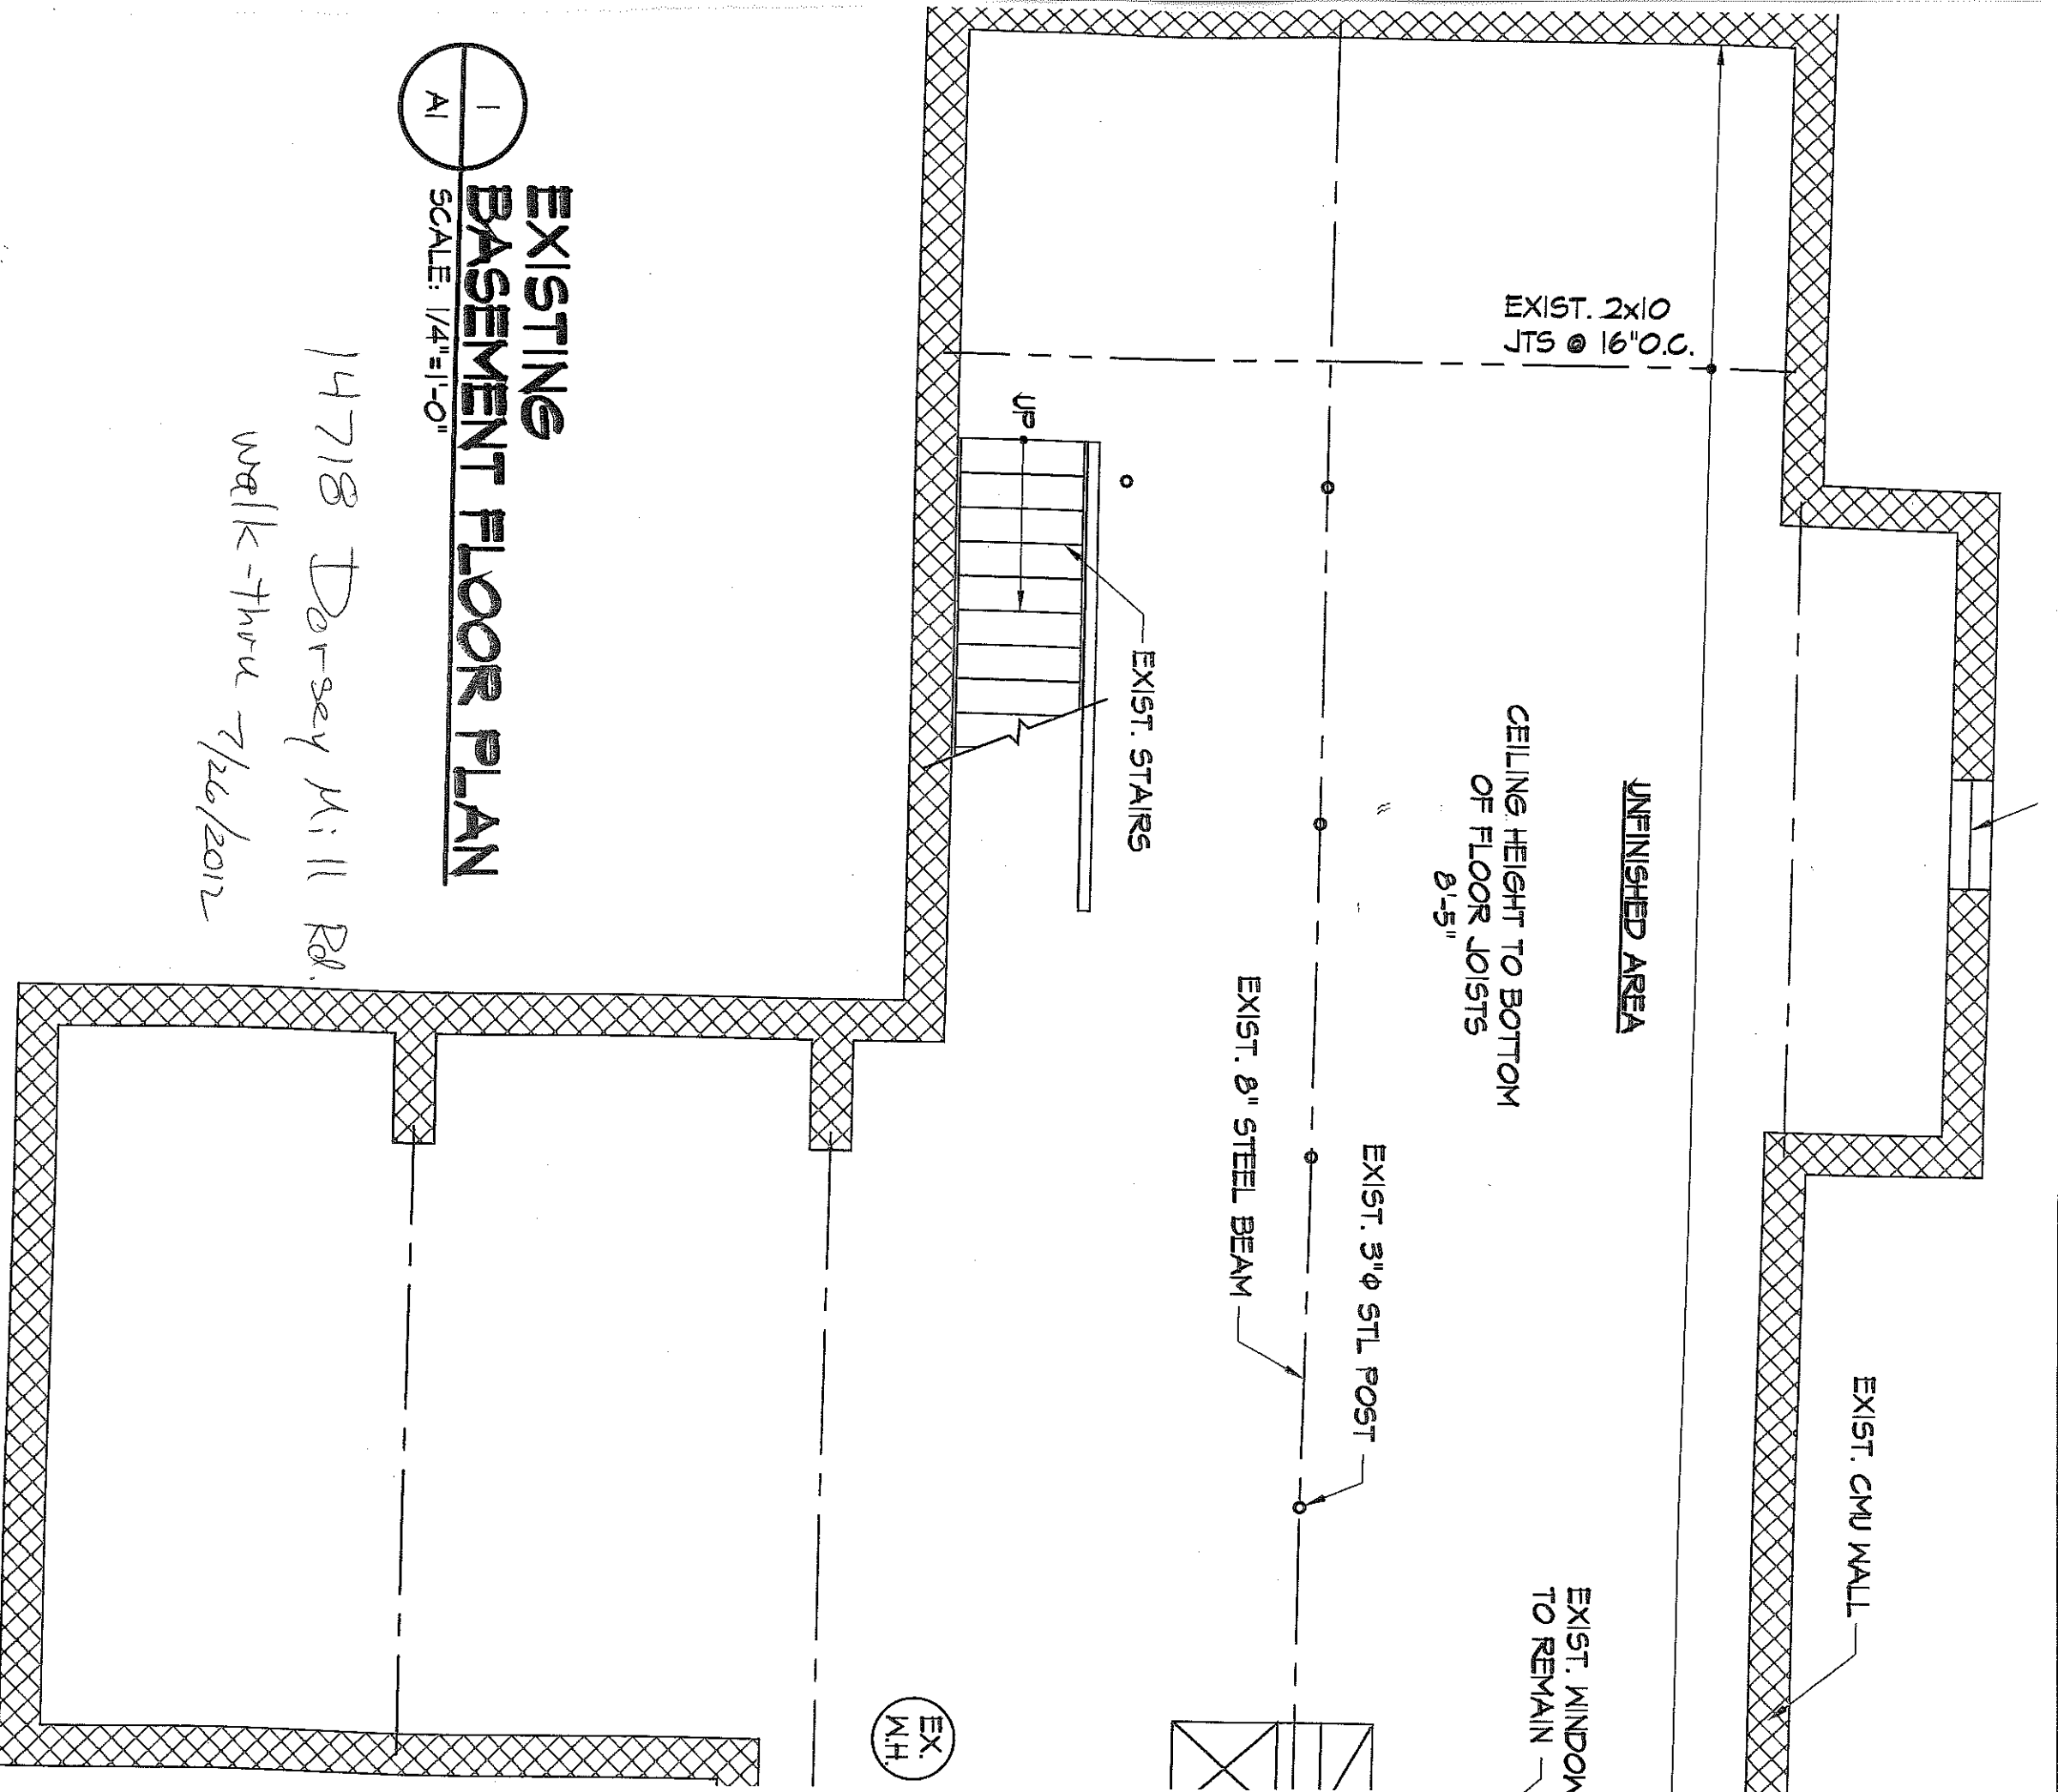 EXIST. 2x10
JTS @ 16"O.C.
EXIST. CMU WALL
UNFINISHED AREA
CEILING HEIGHT TO BOTTOM
OF FLOOR JOISTS
8'-5"
EXIST. WINDOW
TO REMAIN
EXIST. 3"φ STL POST
EXIST. 8" STEEL BEAM
EXIST. STAIRS
UP
EX.
W.H.
1
A1
EXISTING
BASEMENT FLOOR PLAN
SCALE: 1/4"=1'-0"
14718 Dorsey Mill Rd.
walk-thru 7/26/2012